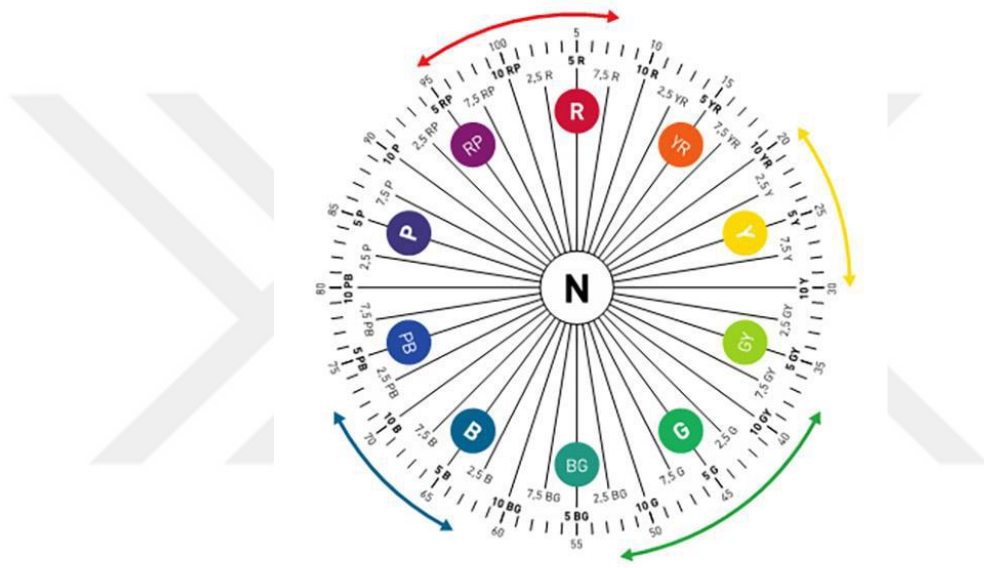 5
10
15
20
25
30
35
40
45
50
55
60
65
70
75
80
85
90
95
100
5 R
7,5 R
10 R
2,5 YR
5 YR
7,5 YR
10 YR
2,5 Y
5 Y
7,5 Y
10 Y
2,5 GY
5 GY
7,5 GY
10 GY
2,5 G
5 G
7,5 G
10 G
2,5 BG
5 BG
7,5 BG
10 BG
2,5 B
5 B
7,5 B
10 B
2,5 PB
5 PB
7,5 PB
10 PB
2,5 P
5 P
7,5 P
10 P
2,5 RP
5 RP
7,5 RP
10 RP
2,5 R
R
YR
Y
GY
G
BG
B
PB
P
RP
N